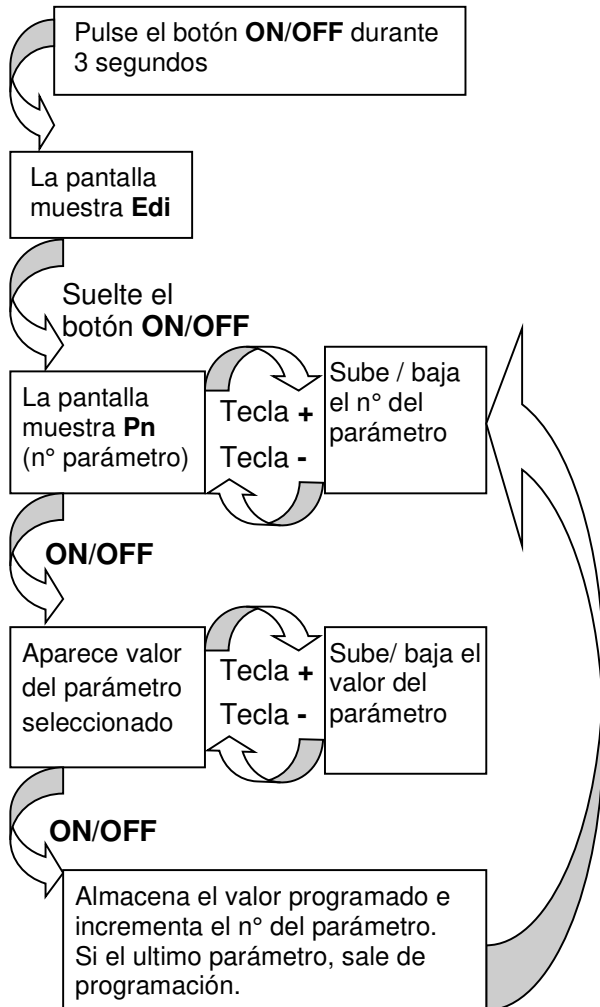 Pulse el botón ON/OFF durante
3 segundos
La pantalla
muestra Edi
Suelte el
botón ON/OFF
La pantalla
muestra Pn
(n° parámetro)
Tecla +
Tecla -
Sube / baja
el n° del
parámetro
ON/OFF
Aparece valor
del parámetro
seleccionado
Tecla +
Tecla -
Sube/ baja el
valor del
parámetro
ON/OFF
Almacena el valor programado e
incrementa el n° del parámetro.
Si el ultimo parámetro, sale de
programación.